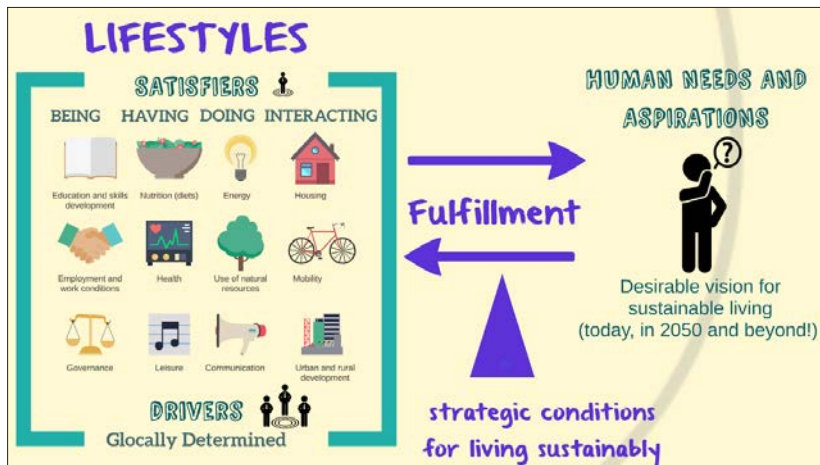 LIFESTYLES
SATISFIERS
BEING HAVING DOING INTERACTING
Education and skills
development
Nutrition (diets)
Energy
Housing
Employment and
work conditions
Health
Use of natural
resources
Mobility
Governance
Leisure
Communication
Urban and rural
development
DRIVERS
Glocally Determined
Fulfillment
strategic conditions
for living sustainably
HUMAN NEEDS AND
ASPIRATIONS
?
Desirable vision for
sustainable living
(today, in 2050 and beyond!)